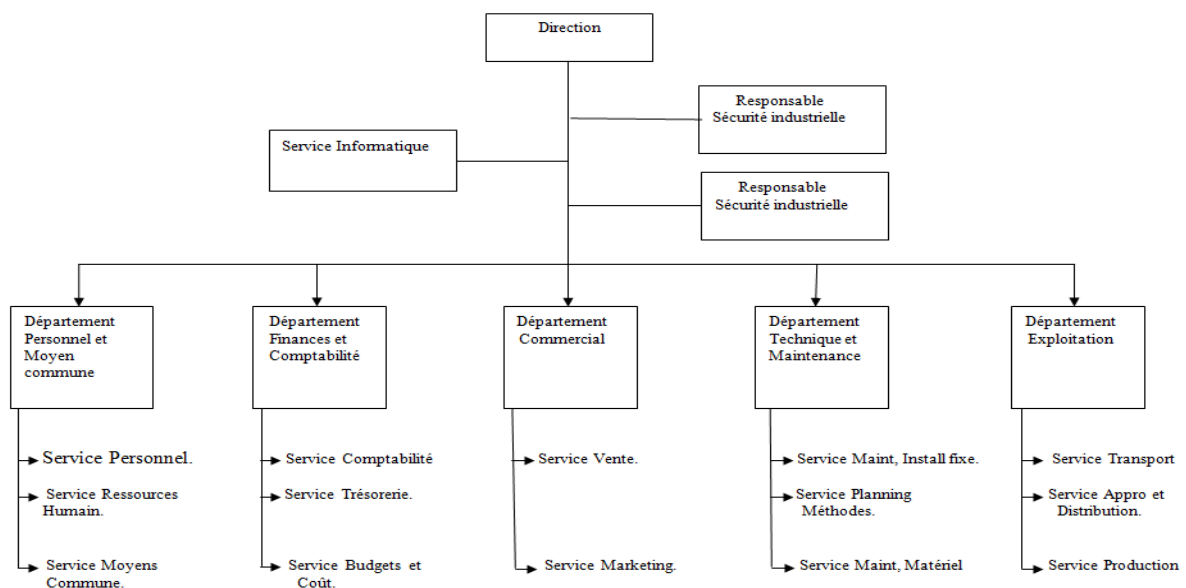 Direction
Responsable
Sécurité industrielle
Service Informatique
Responsable
Sécurité industrielle
Département
Personnel et
Moyen
commune
Département
Finances et
Comptabilité
Département
Commercial
Département
Technique et
Maintenance
Département
Exploitation
Service Personnel.
Service Ressources
Humain.
Service Moyens
Commune.
Service Comptabilité
Service Trésorerie.
Service Budgets et
Coût.
Service Vente.
Service Marketing.
Service Maint, Install fixe.
Service Planning
Méthodes.
Service Maint, Matériel
Service Transport
Service Appro et
Distribution.
Service Production